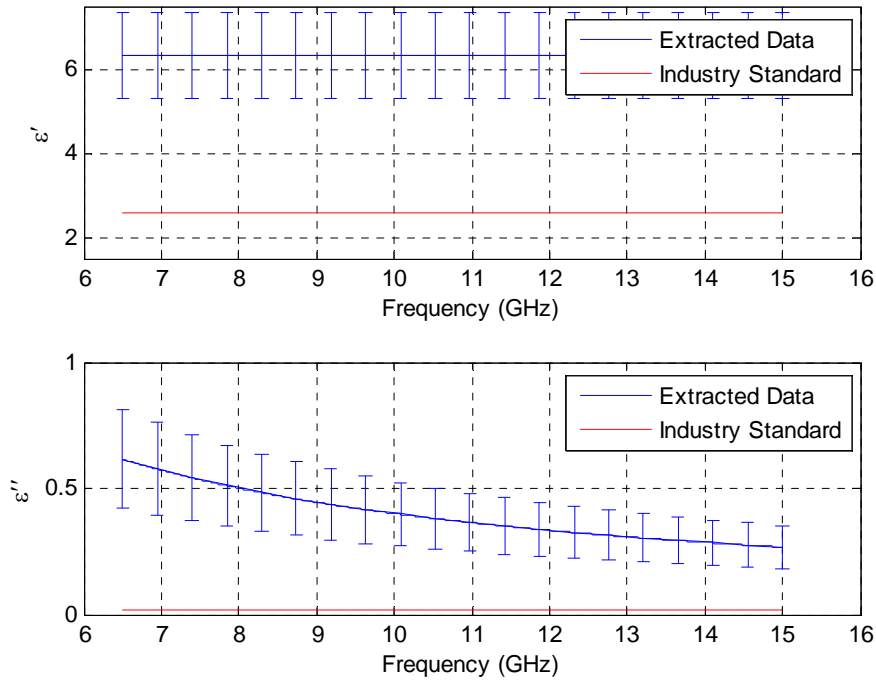 Extracted Data
Industry Standard
6
4
2
ε′
6 7 8 9 10 11 12 13 14 15 16
Frequency (GHz)
1
0.5
0
ε′′
Extracted Data
Industry Standard
6 7 8 9 10 11 12 13 14 15 16
Frequency (GHz)